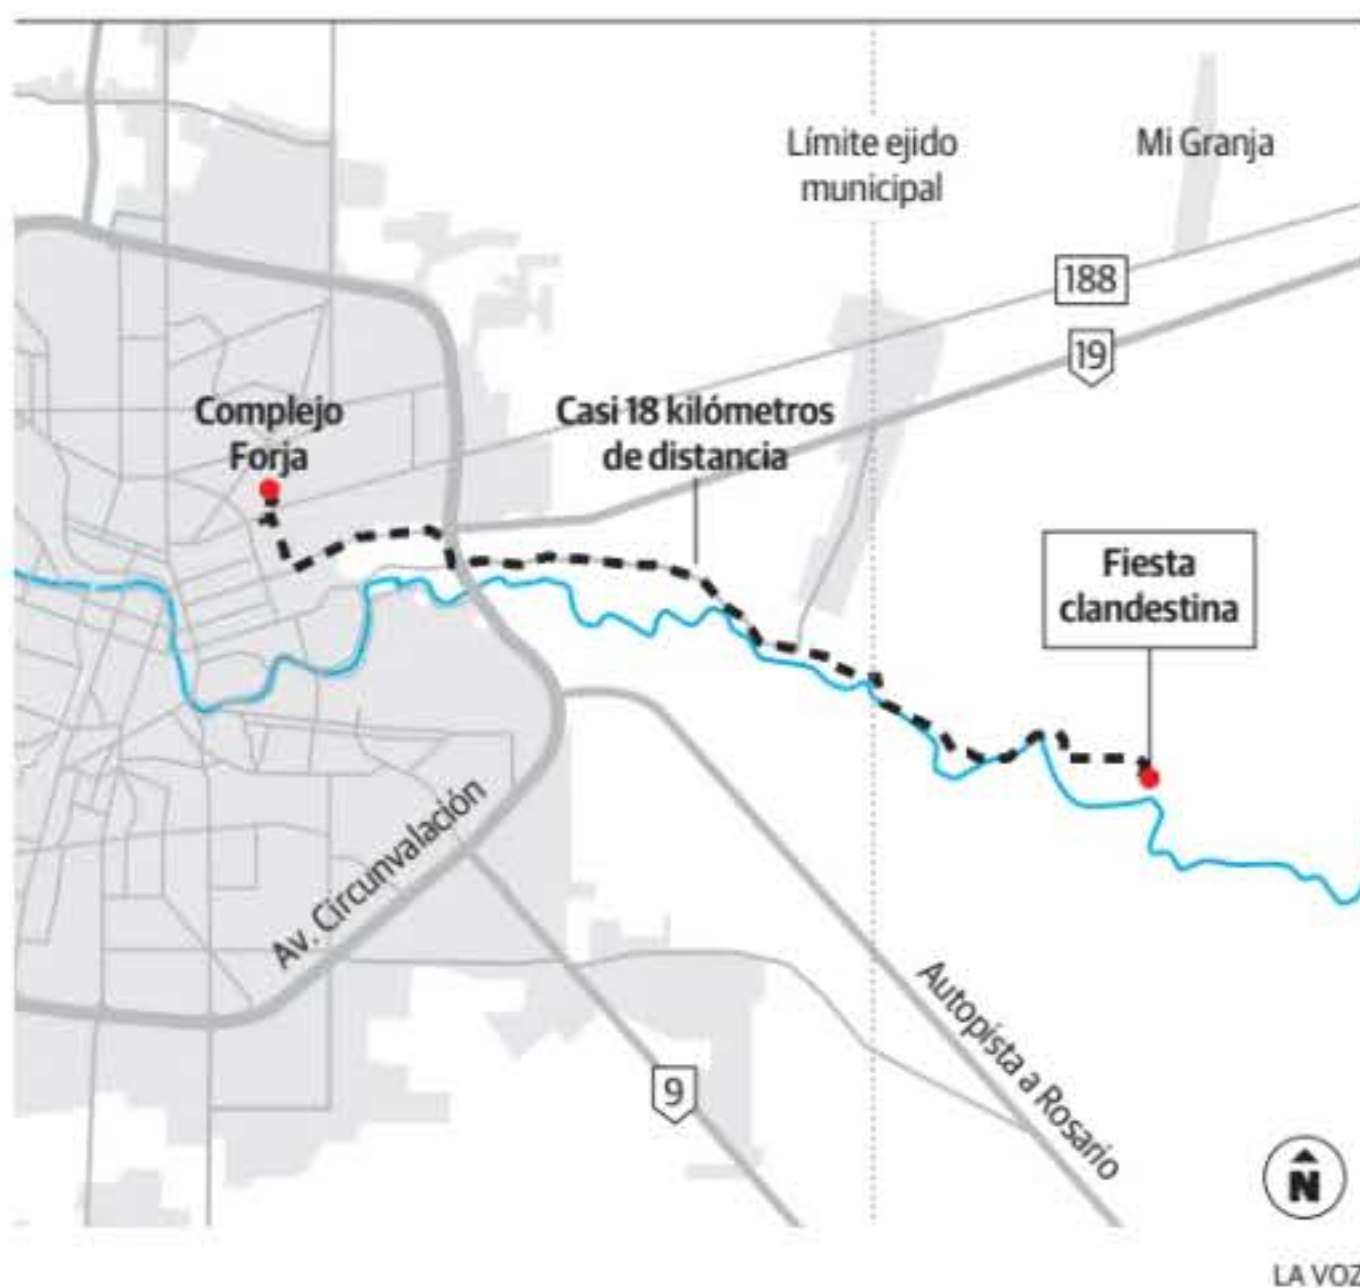 Límite ejido
municipal
Mi Granja
188
19
Complejo
Forja
Casi 18 kilómetros
de distancia
Fiesta
clandestina
Av. Circunvalación
Autopísta a Rosario
9
N
LA VOZ